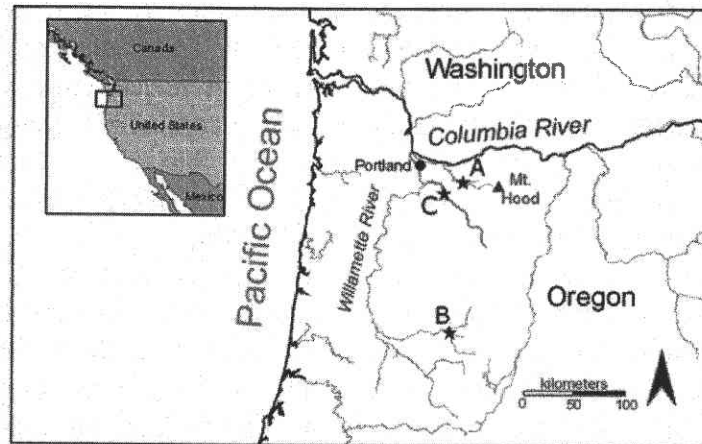 Canada
United States
Mexico
Pacific Ocean
Washington
Columbia River
Portland
A
Mt.
Hood
C
Willamette River
B
Oregon
kilometers
0 50 100